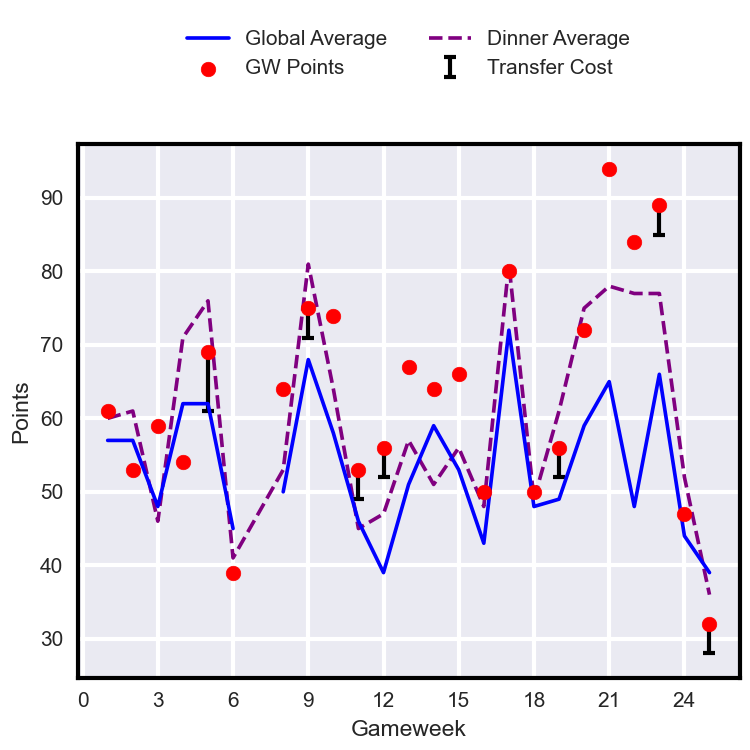 Global Average
Dinner Average
GW Points
Transfer Cost
Points
90
80
70
60
50
40
30
0 3 6 9 12 15 18 21 24
Gameweek